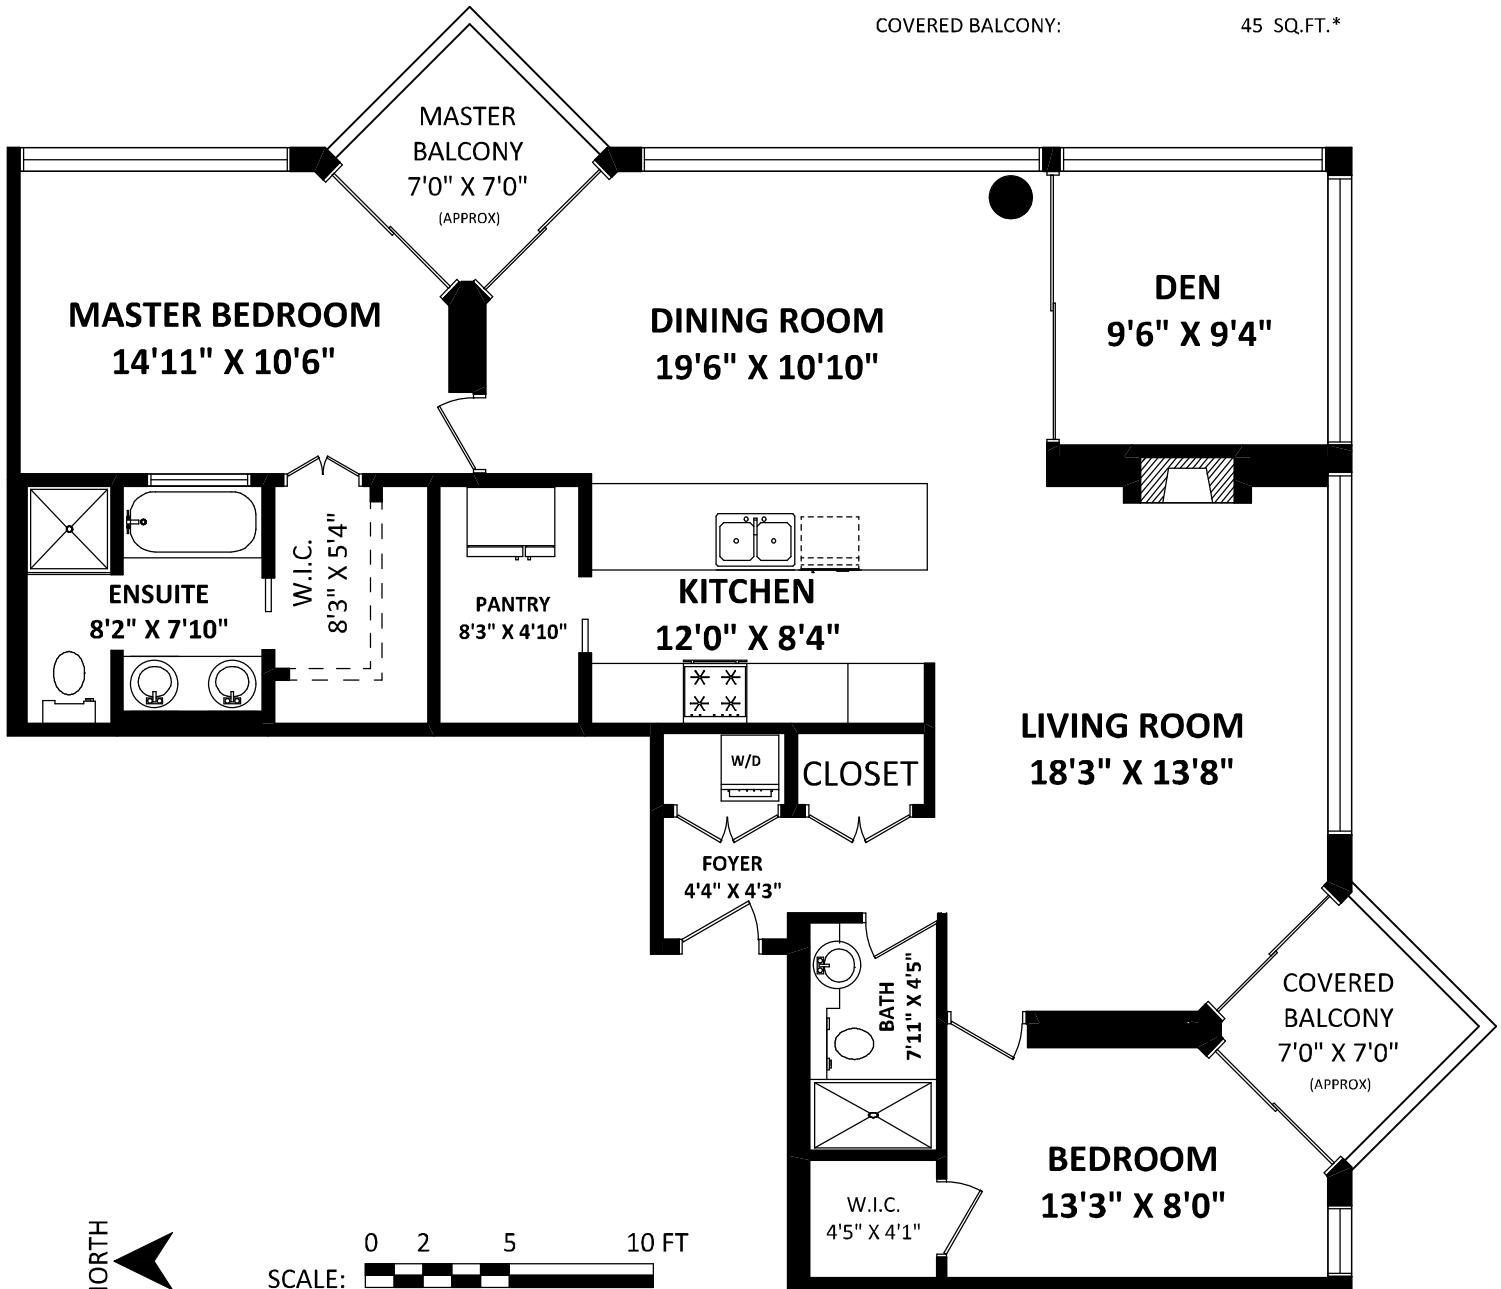 COVERED BALCONY: 45 SQ.FT.*
MASTER
BALCONY
7'0" X 7'0"
(APPROX)
MASTER BEDROOM
14'11" X 10'6"
DINING ROOM
19'6" X 10'10"
DEN
9'6" X 9'4"
ENSUITE
8'2" X 7'10"
W.I.C.
8'3" X 5'4"
PANTRY
8'3" X 4'10"
KITCHEN
12'0" X 8'4"
LIVING ROOM
18'3" X 13'8"
W/D
CLOSET
FOYER
4'4" X 4'3"
BATH
7'11" X 4'5"
COVERED
BALCONY
7'0" X 7'0"
(APPROX)
BEDROOM
13'3" X 8'0"
W.I.C.
4'5" X 4'1"
NORTH
0 2 5 10 FT
SCALE: